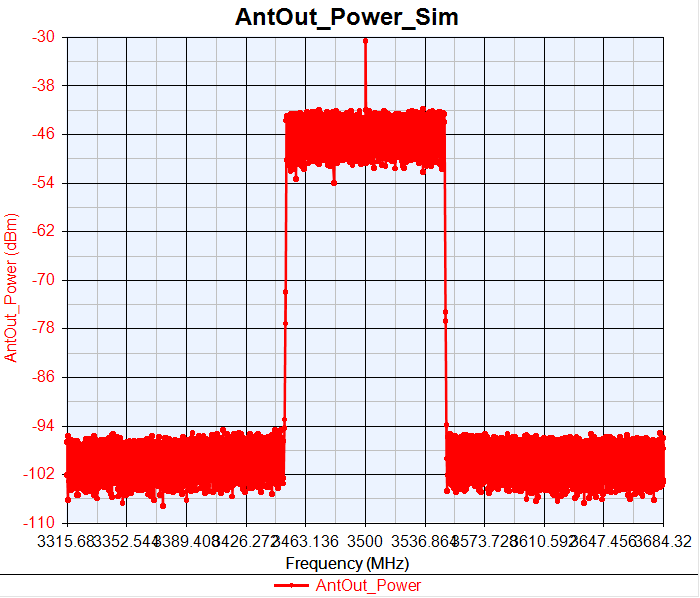 AntOut_Power_Sim
-30
-38
-46
-54
-62
-70
-78
-86
-94
-102
-110
AntOut_Power (dBm)
3315.68 3352.544 3389.408 3426.272 3463.136 3500 3536.864 3573.728 3610.592 3647.456 3684.32
Frequency (MHz)
AntOut_Power